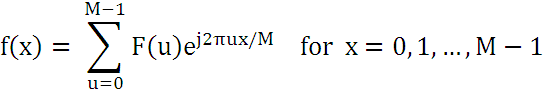 f(x) = ∑_{u=0}^{M−1} F(u)e^{j2πux/M} for x = 0, 1, …, M − 1